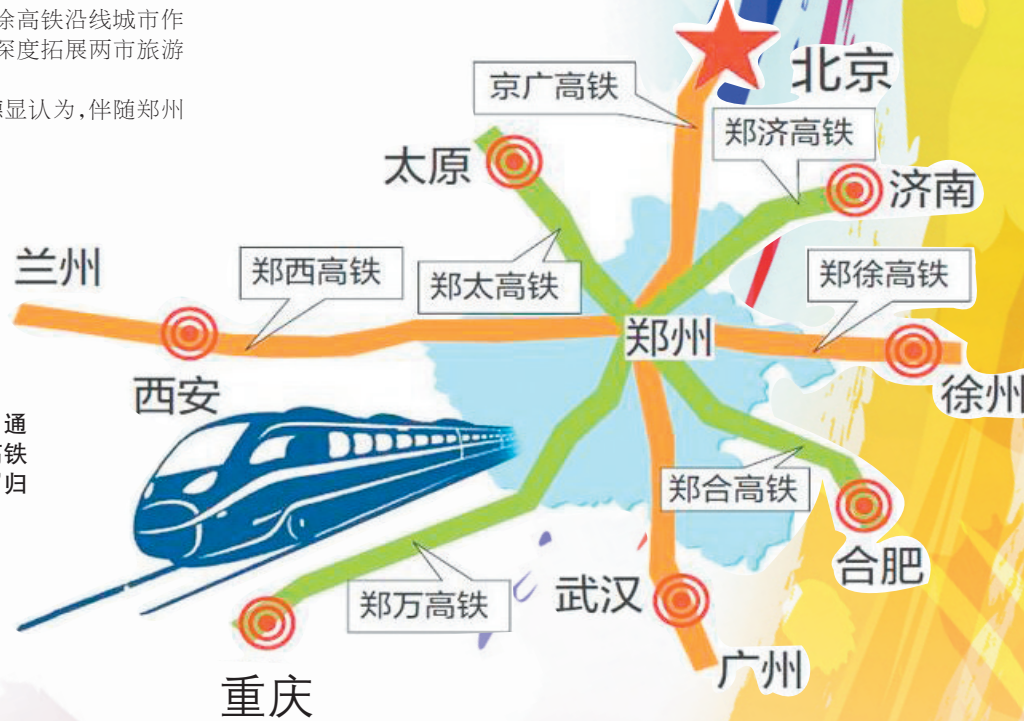 徐高铁沿线城市作
深度拓展两市旅游
显认为,伴随郑州
北京
京广高铁
郑济高铁
太原
济南
兰州
郑西高铁
郑太高铁
郑徐高铁
郑州
西安
徐州
通
高铁
归
郑合高铁
合肥
郑万高铁
武汉
广州
重庆